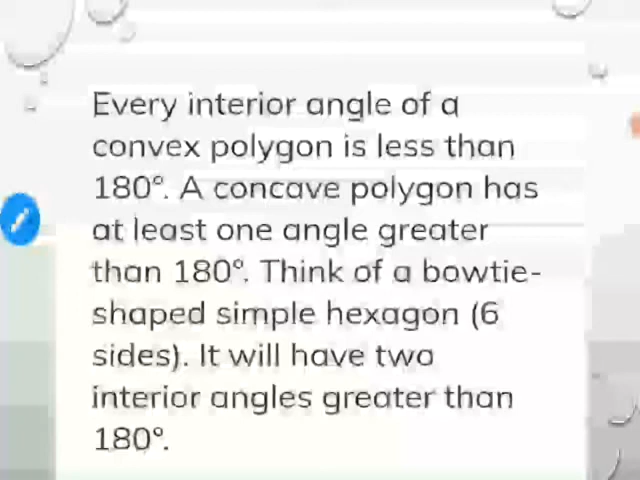 Every interior angle of a
convex polygon is less than
180°. A concave polygon has
at least one angle greater
than 180°. Think of a bowtie-
shaped simple hexagon (6
sides). It will have two
interior angles greater than
180°.